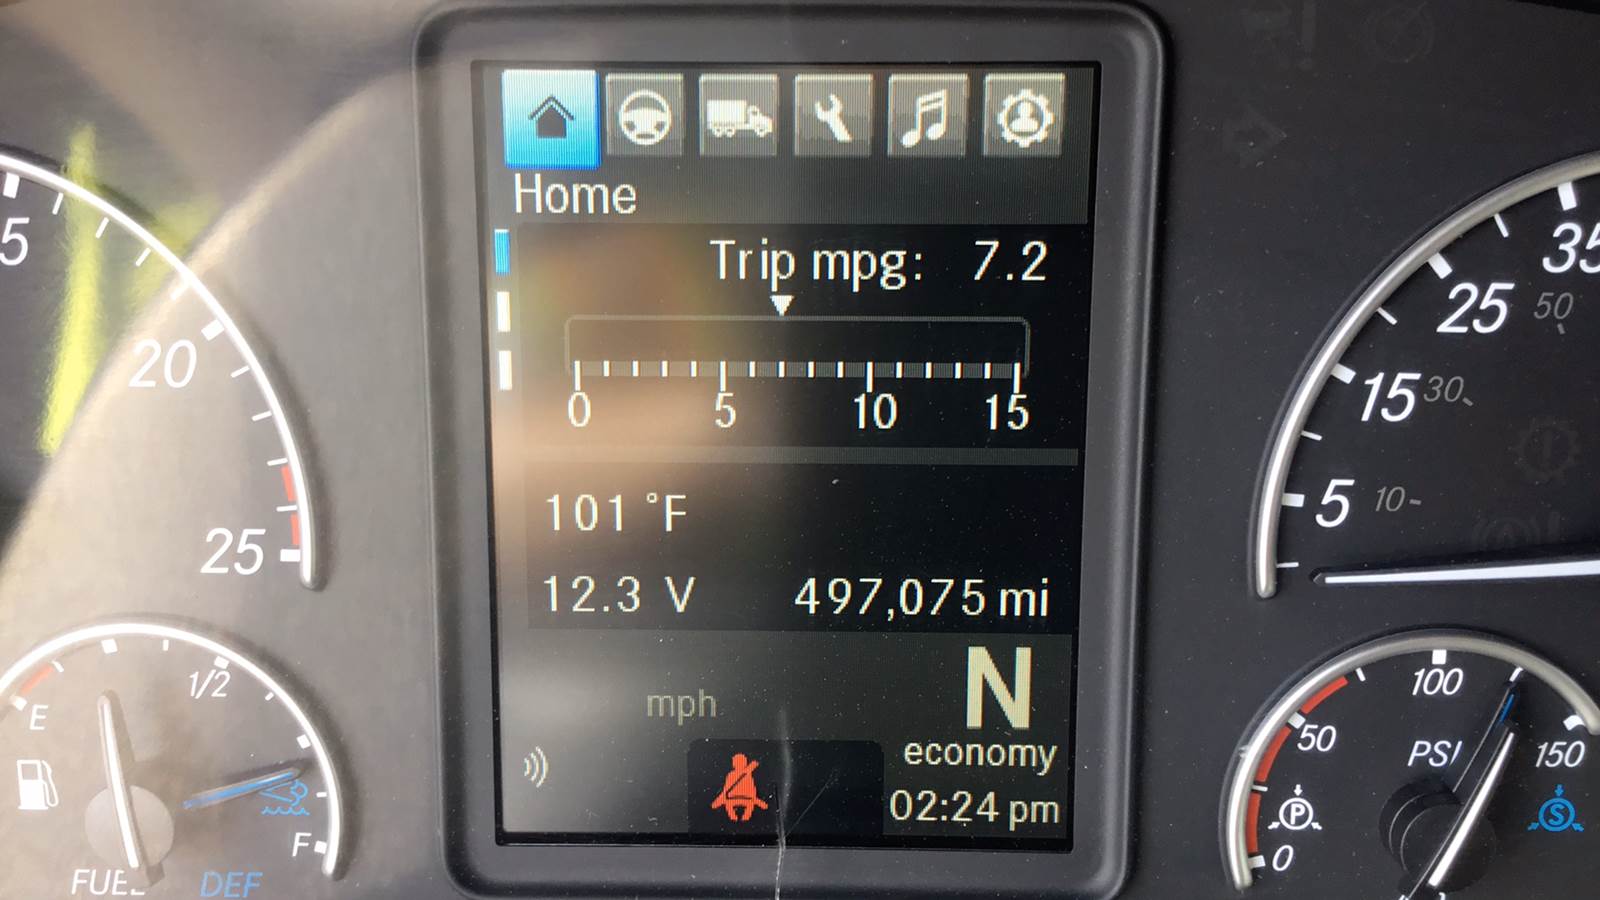 Home
Trip mpg: 7.2
0 5 10 15
101 °F
12.3 V 497,075 mi
mph
N
economy
02:24 pm
5
20
25
E
1/2
F
FUEL
DEF
35
25 50
15 30
5 10
100
50
PSI
150
P
S
0